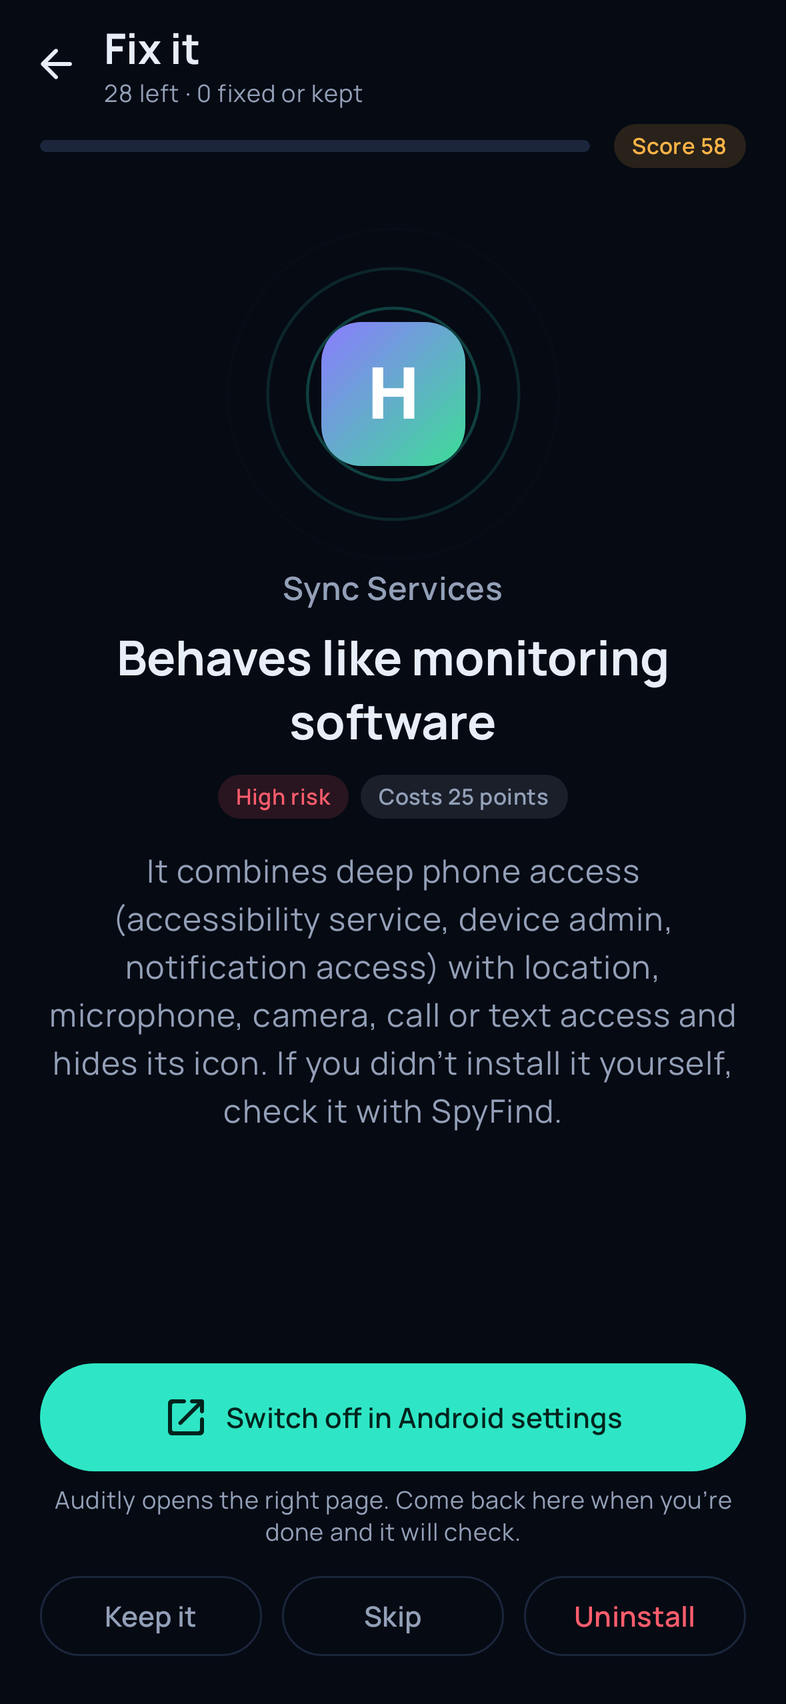 Fix it
28 left · 0 fixed or kept
Score 58
H
Sync Services
Behaves like monitoring
software
High risk
Costs 25 points
It combines deep phone access
(accessibility service, device admin,
notification access) with location,
microphone, camera, call or text access and
hides its icon. If you didn’t install it yourself,
check it with SpyFind.
Switch off in Android settings
Auditly opens the right page. Come back here when you’re
done and it will check.
Keep it
Skip
Uninstall